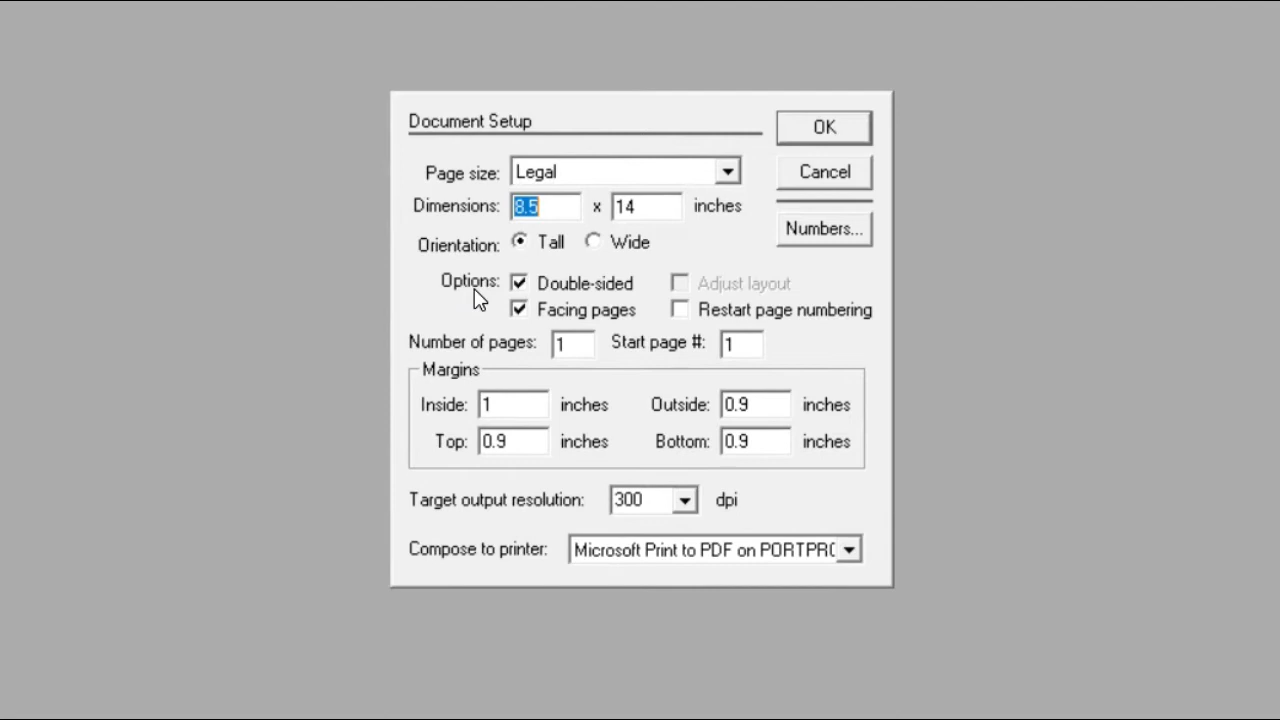 Document Setup
OK
Page size: Legal
Cancel
Dimensions: 8.5 x 14 inches
Numbers...
Orientation: Tall Wide
Options: Double-sided Adjust layout
Facing pages Restart page numbering
Number of pages: 1 Start page #: 1
Margins
Inside: 1 inches Outside: 0.9 inches
Top: 0.9 inches Bottom: 0.9 inches
Target output resolution: 300 dpi
Compose to printer: Microsoft Print to PDF on PORTPRO